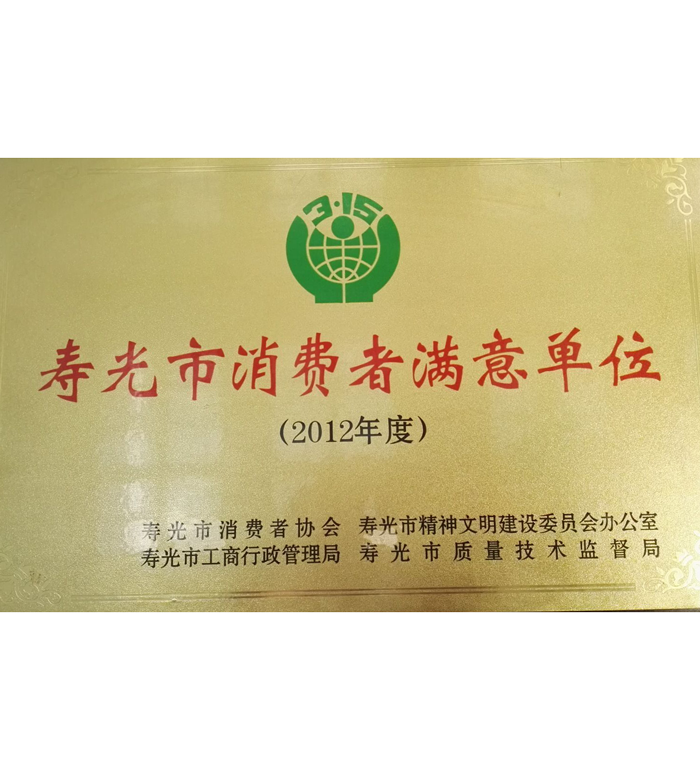 3·15
寿光市消费者满意单位
(2012年度)
寿光市消费者协会 寿光市精神文明建设委员会办公室
寿光市工商行政管理局 寿光市质量技术监督局